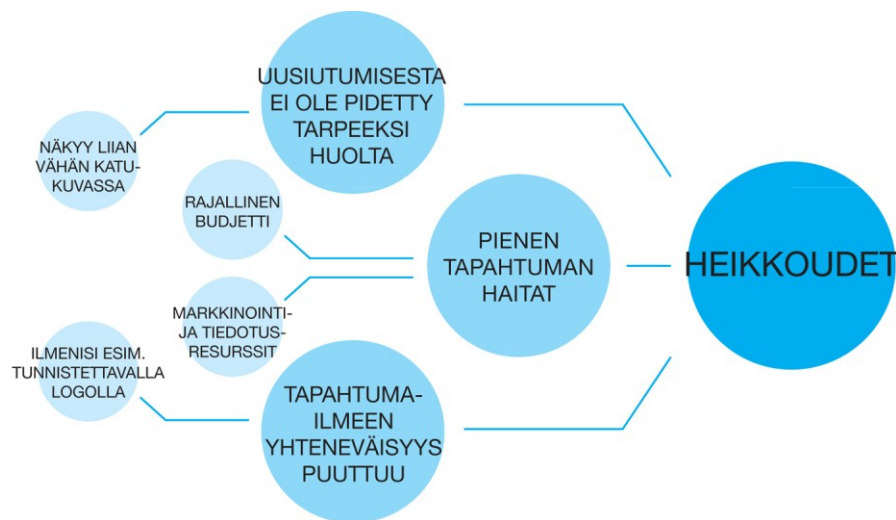 UUSIUTUMISESTA
EI OLE PIDETTY
TARPEEKSI
HUOLTA
NÄKYY LIIAN
VÄHÄN KATU-
KUVASSA
RAJALLINEN
BUDJETTI
PIENEN
TAPAHTUMAN
HAITAT
HEIKKOUDET
MARKKINOINTI-
JA TIEDOTUS-
RESURSSIT
ILMENISI ESIM.
TUNNISTETTAVALLA
LOGOLLA
TAPAHTUMA-
ILMEEN
YHTENEVÄISYYS
PUUTTUU